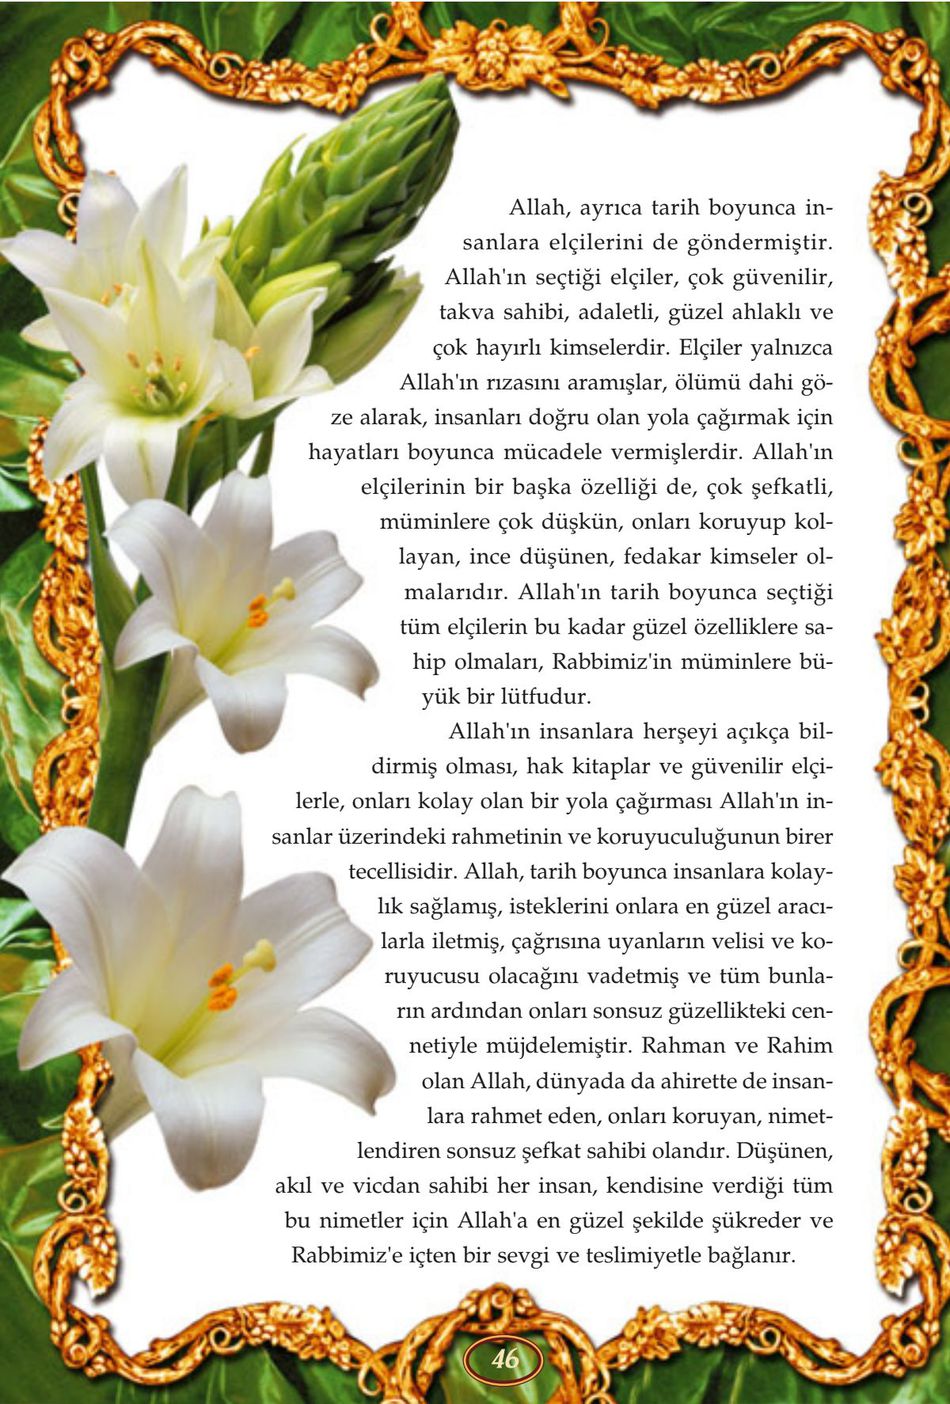 Allah, ayrıca tarih boyunca in-
sanlara elçilerini de göndermiştir.
Allah'ın seçtiği elçiler, çok güvenilir,
takva sahibi, adaletli, güzel ahlaklı ve
çok hayırlı kimselerdir. Elçiler yalnızca
Allah'ın rızasını aramışlar, ölümü dahi gö-
ze alarak, insanları doğru olan yola çağırmak için
hayatları boyunca mücadele vermişlerdir. Allah'ın
elçilerinin bir başka özelliği de, çok şefkatli,
müminlere çok düşkün, onları koruyup kol-
layan, ince düşünen, fedakar kimseler ol-
malarıdır. Allah'ın tarih boyunca seçtiği
tüm elçilerin bu kadar güzel özelliklere sa-
hip olmaları, Rabbimiz'in müminlere bü-
yük bir lütfudur.
Allah'ın insanlara herşeyi açıkça bil-
dirmiş olması, hak kitaplar ve güvenilir elçi-
lerle, onları kolay olan bir yola çağırması Allah'ın in-
sanlar üzerindeki rahmetinin ve koruyuculuğunun birer
tecellisidir. Allah, tarih boyunca insanlara kolay-
lık sağlamış, isteklerini onlara en güzel aracı-
larla iletmiş, çağrısına uyanların velisi ve ko-
ruyucusu olacağını vadetmiş ve tüm bunla-
rın ardından onları sonsuz güzellikteki cen-
netiyle müjdelemiştir. Rahman ve Rahim
olan Allah, dünyada da ahirette de insan-
lara rahmet eden, onları koruyan, nimet-
lendiren sonsuz şefkat sahibi olandır. Düşünen,
akıl ve vicdan sahibi her insan, kendisine verdiği tüm
bu nimetler için Allah'a en güzel şekilde şükreder ve
Rabbimiz'e içten bir sevgi ve teslimiyetle bağlanır.
46